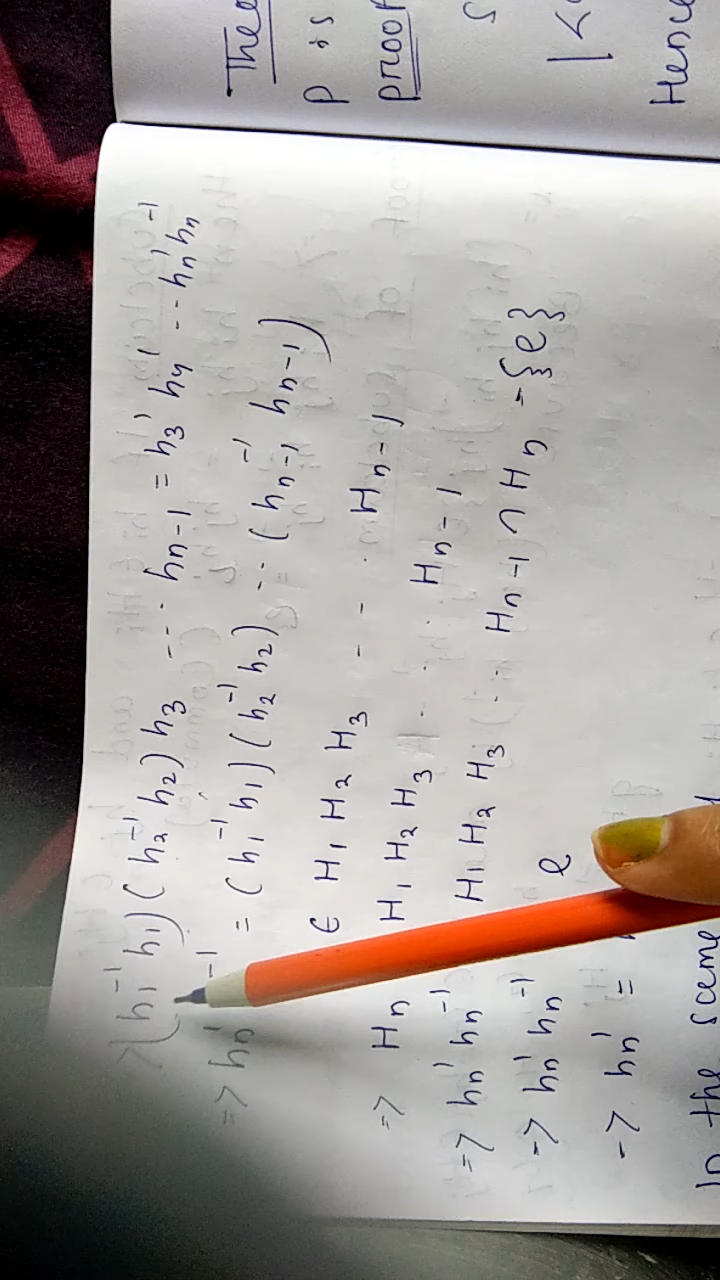 => (h₁⁻¹ h₁) (h₂⁻¹ h₂) h₃ --- hₙ₋₁ = h₃' h₄' -- hₙ' hₙ⁻¹
=> hₙ' ⁻¹ = (h₁⁻¹ h₁) (h₂⁻¹ h₂) -- (hₙ₋₁⁻¹ hₙ₋₁)
∈ H₁ H₂ H₃ - - . Hₙ₋₁
=> Hₙ H₁ H₂ H₃ . . . Hₙ₋₁
=> hₙ' hₙ⁻¹ H₁ H₂ H₃ (∵ Hₙ₋₁ ∩ Hₙ = {e}
-> hₙ' hₙ⁻¹ e
-> hₙ' =
In the same
P is
proof
Hence